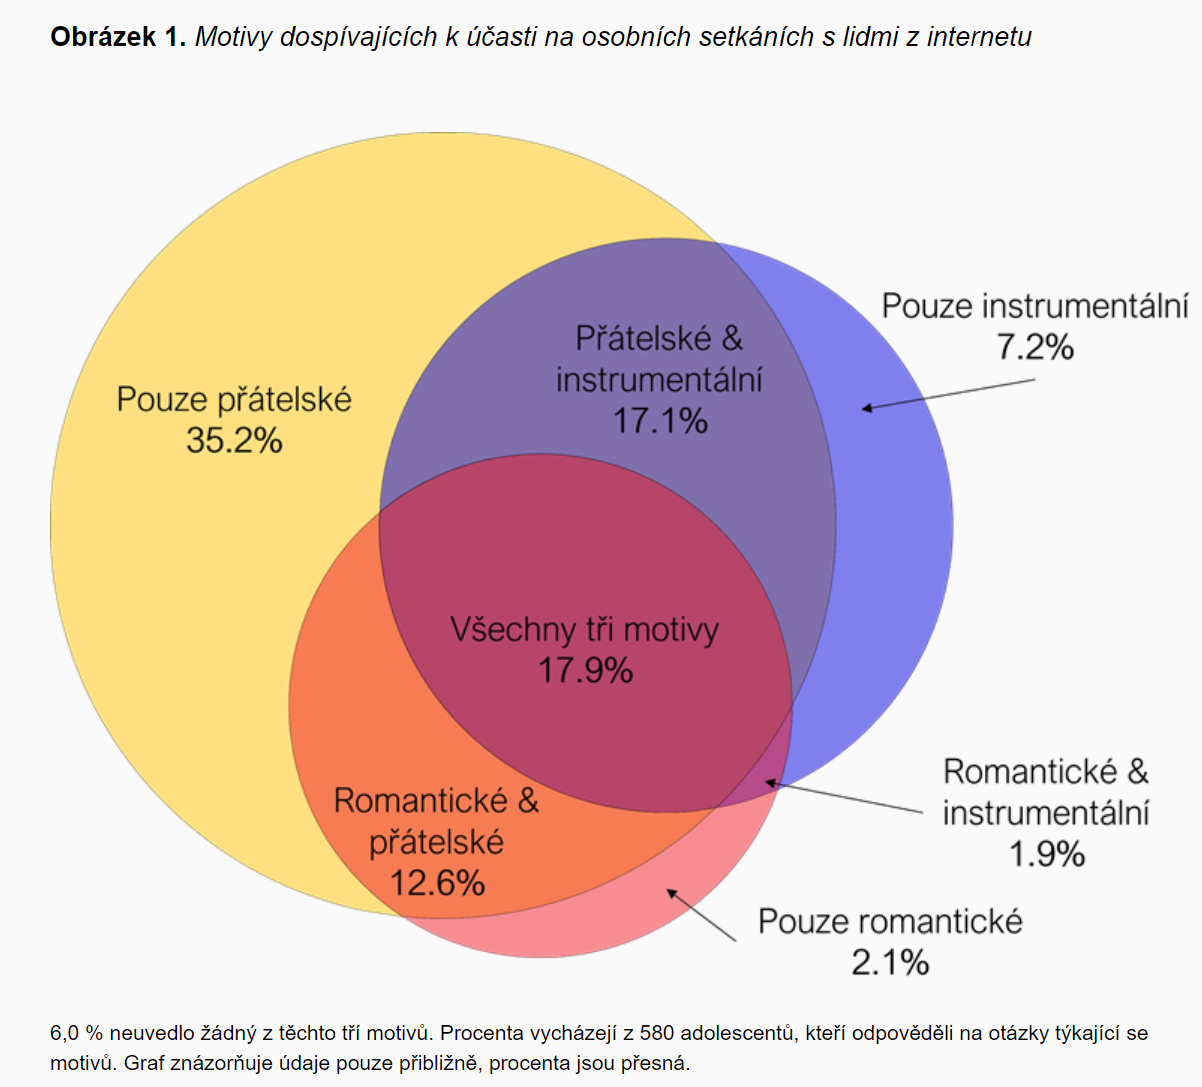 Obrázek 1. Motivy dospívajících k účasti na osobních setkáních s lidmi z internetu
Pouze instrumentální
7.2%
Přátelské &
instrumentální
17.1%
Pouze přátelské
35.2%
Všechny tři motivy
17.9%
Romantické &
instrumentální
1.9%
Romantické &
přátelské
12.6%
Pouze romantické
2.1%
6,0 % neuvedlo žádný z těchto tří motivů. Procenta vycházejí z 580 adolescentů, kteří odpověděli na otázky týkající se
motivů. Graf znázorňuje údaje pouze přibližně, procenta jsou přesná.